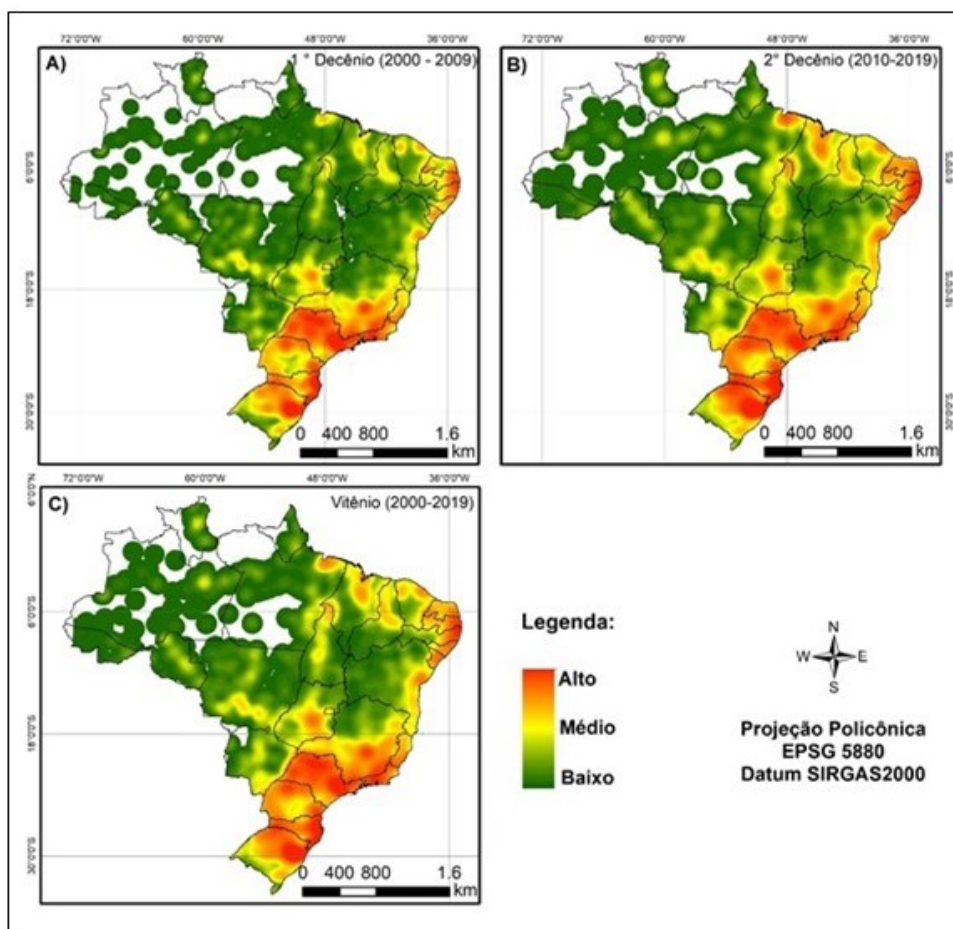 72°0'0"W 60°0'0"W 48°0'0"W 36°0'0"W
A)
1 ° Decênio (2000 - 2009)
6°0'0"S
18°0'0"S
30°0'0"S
0 400 800 1.6
km
72°0'0"W 60°0'0"W 48°0'0"W 36°0'0"W
B)
2° Decênio (2010-2019)
6°0'0"S
18°0'0"S
30°0'0"S
0 400 800 1.6
km
72°0'0"W 60°0'0"W 48°0'0"W 36°0'0"W
C)
Vitênio (2000-2019)
6°0'0"N
6°0'0"S
18°0'0"S
30°0'0"S
0 400 800 1.6
km
Legenda:
Alto
Médio
Baixo
N
W E
S
Projeção Policônica
EPSG 5880
Datum SIRGAS2000